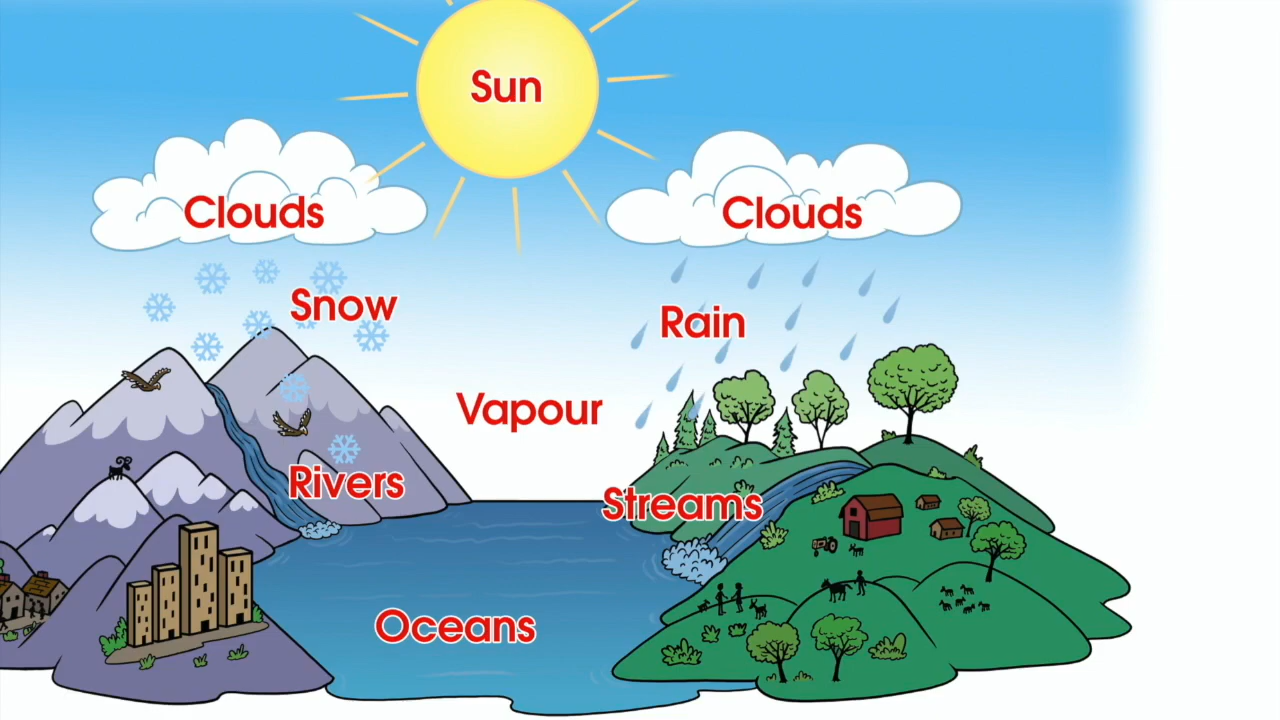 Sun
Clouds
Clouds
Snow
Rain
Vapour
Rivers
Streams
Oceans